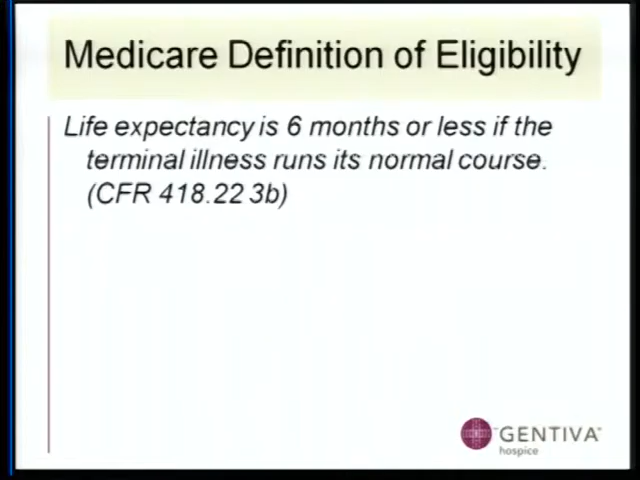 Medicare Definition of Eligibility
Life expectancy is 6 months or less if the
terminal illness runs its normal course.
(CFR 418.22 3b)
GENTIVA™
hospice